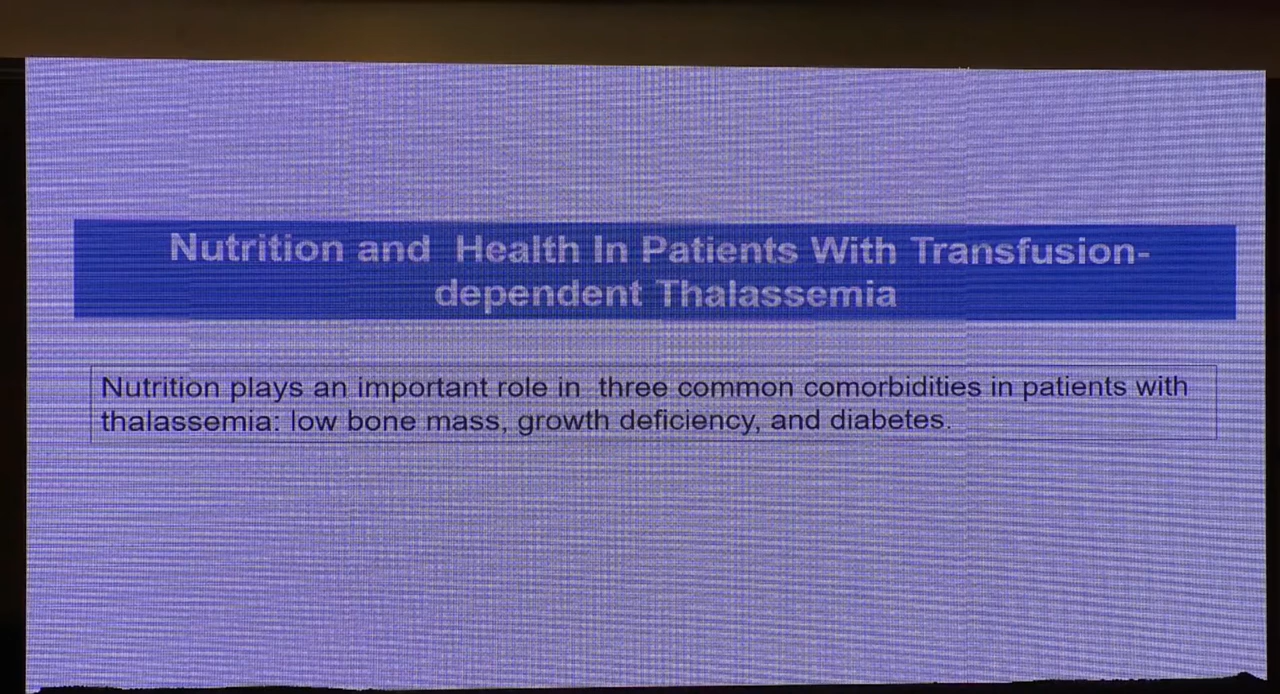 Nutrition and  Health In Patients With Transfusion-
dependent Thalassemia
Nutrition plays an important role in  three common comorbidities in patients with
thalassemia: low bone mass, growth deficiency, and diabetes.